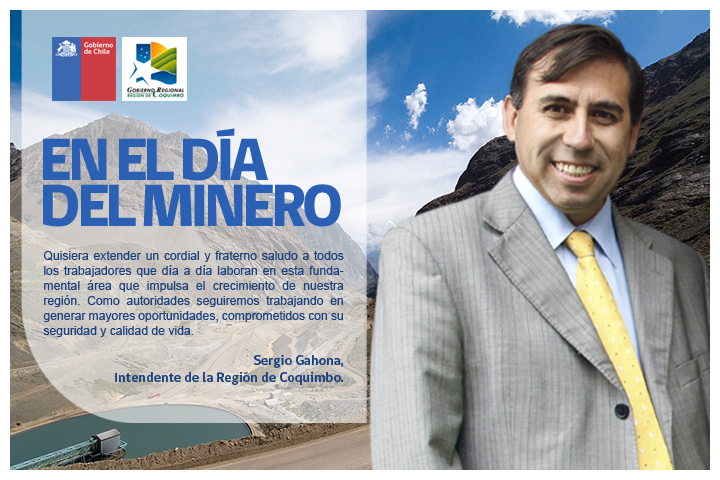 Gobierno
de Chile
GOBIERNO REGIONAL
REGIÓN DE COQUIMBO
EN EL DÍA
DEL MINERO
Quisiera extender un cordial y fraterno saludo a todos
los trabajadores que día a día laboran en esta funda-
mental área que impulsa el crecimiento de nuestra
región. Como autoridades seguiremos trabajando en
generar mayores oportunidades, comprometidos con su
seguridad y calidad de vida.
Sergio Gahona,
Intendente de la Región de Coquimbo.